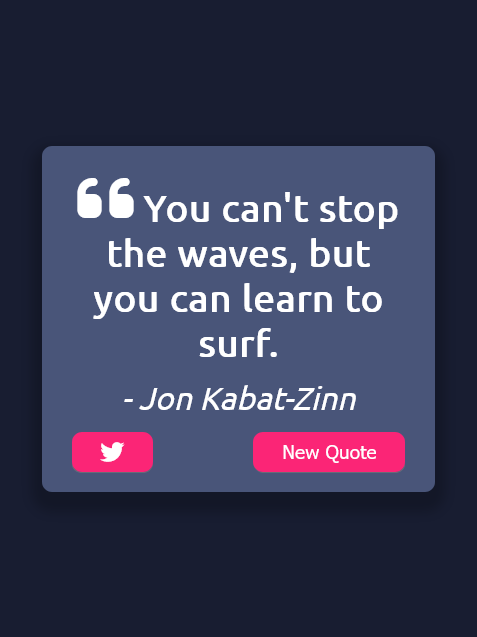 ❝ You can't stop
the waves, but
you can learn to
surf.
- Jon Kabat-Zinn
New Quote